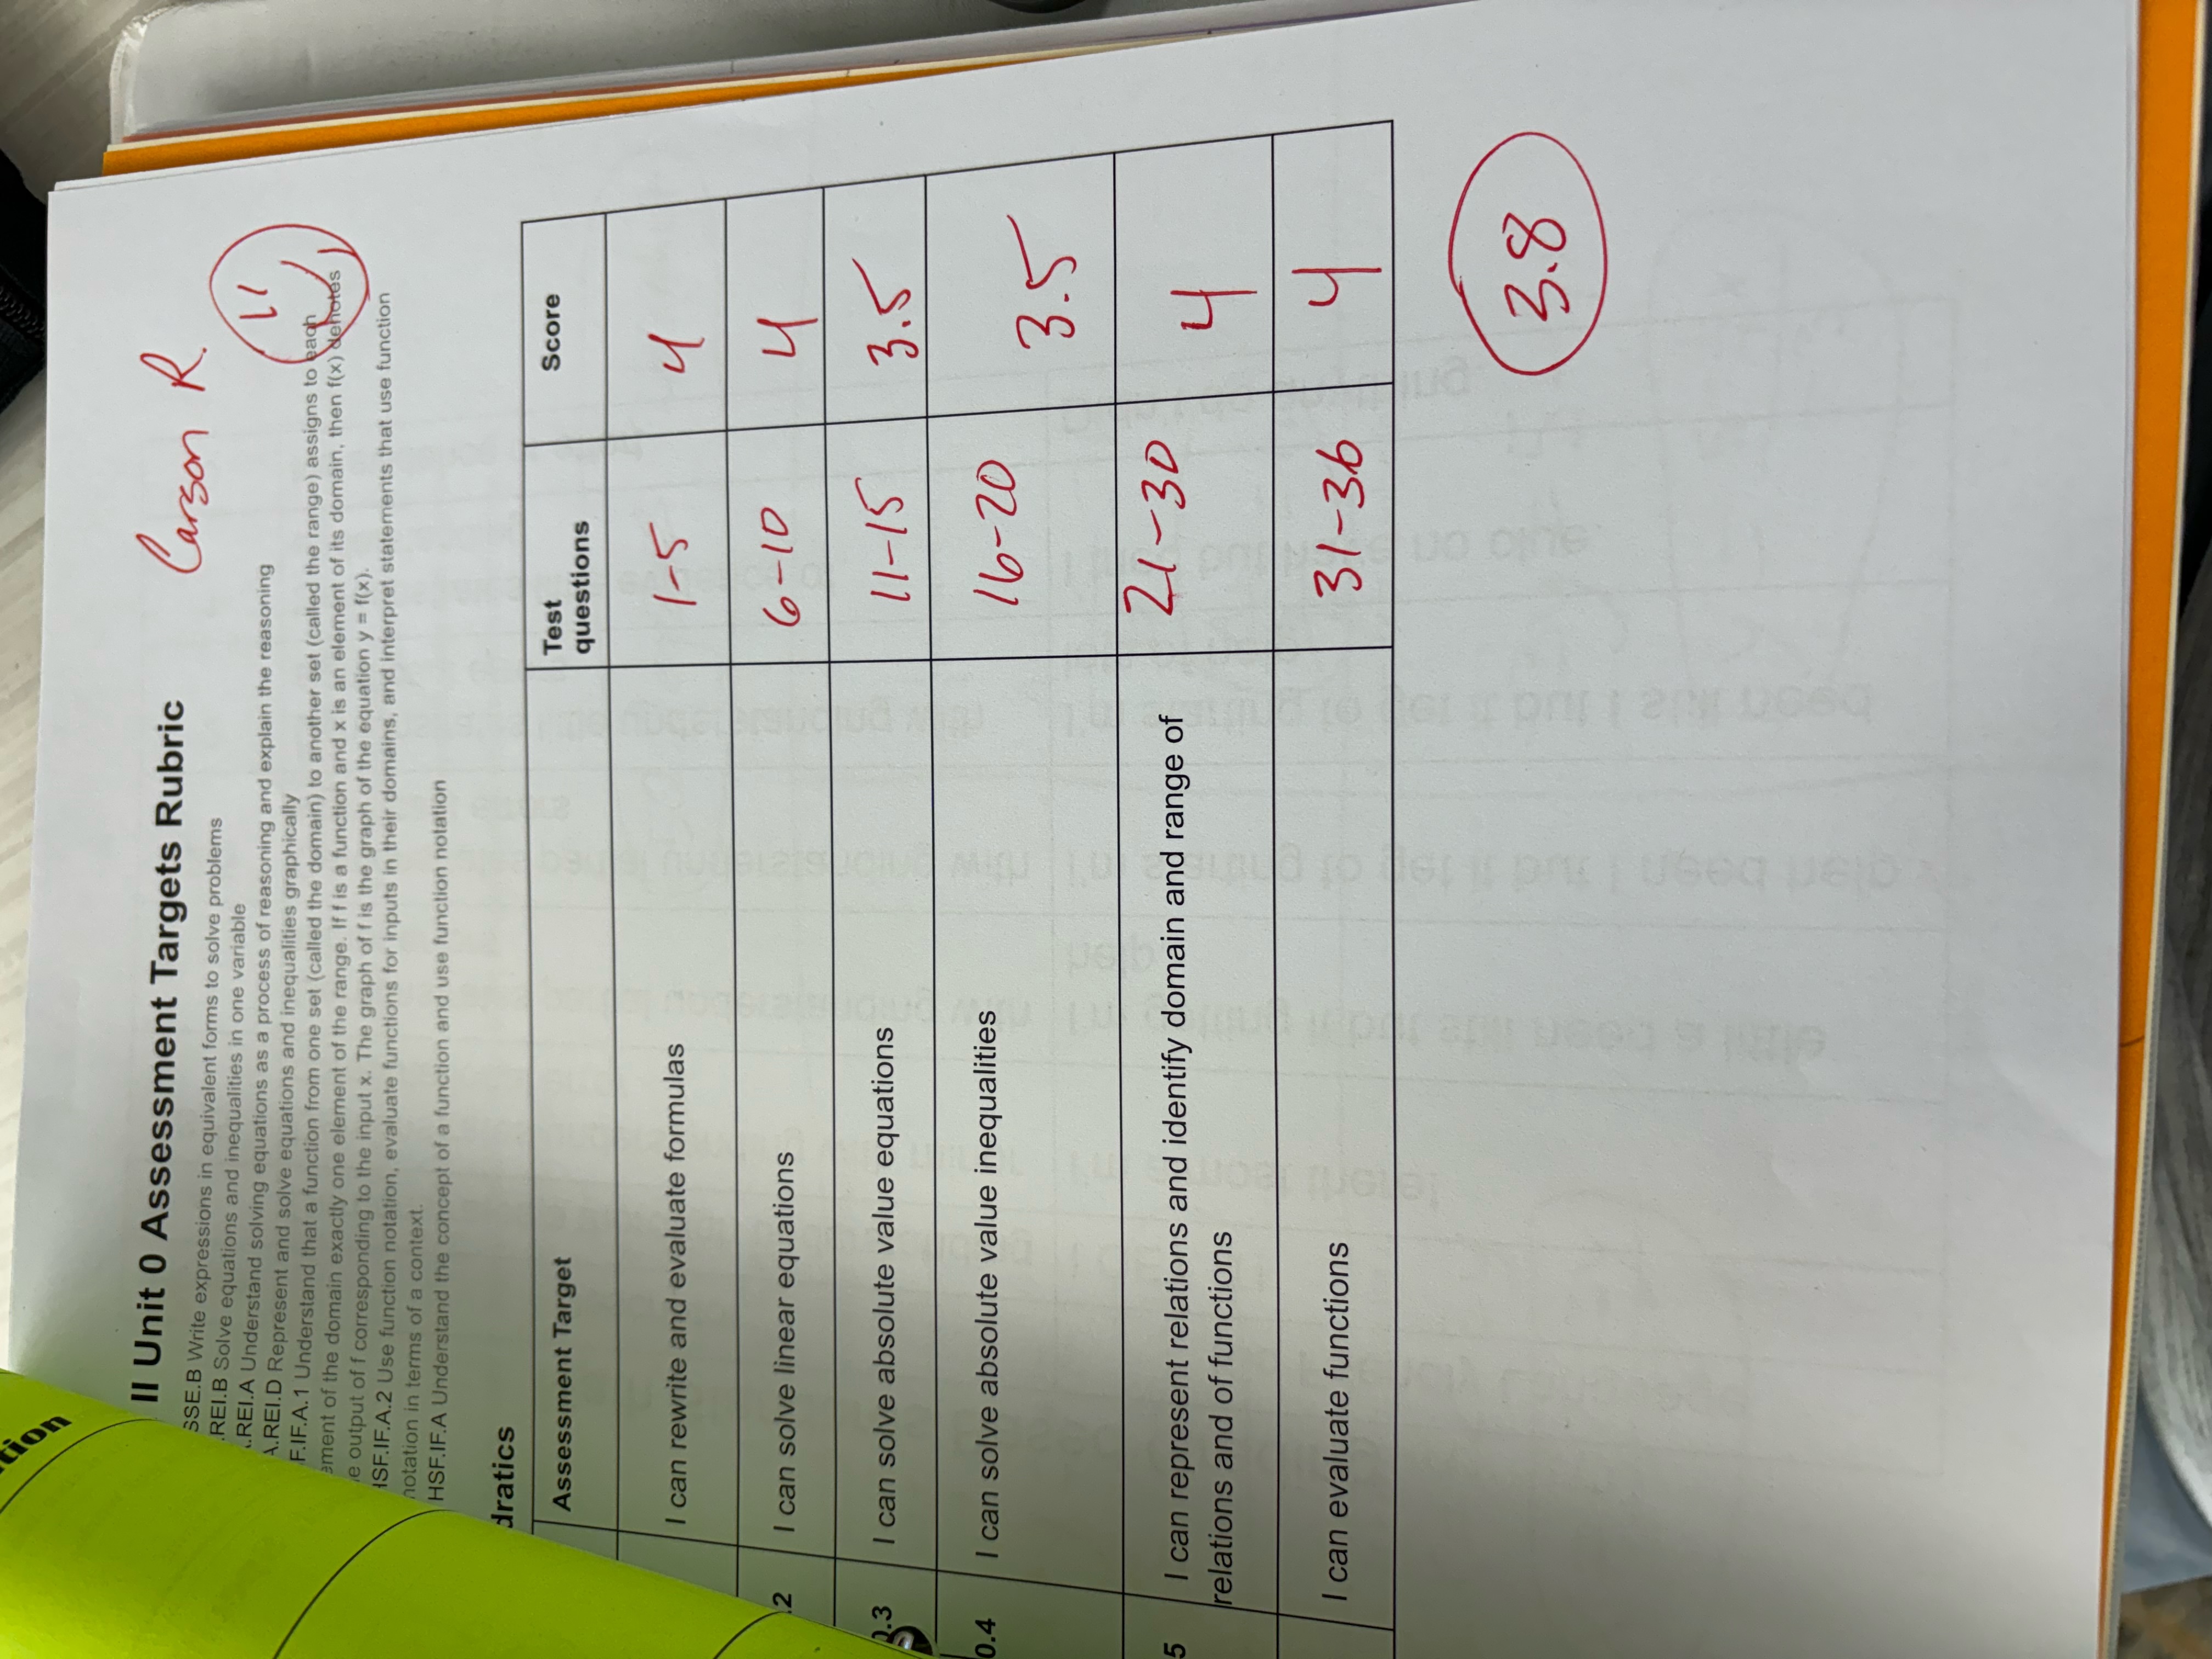 tion
II Unit 0 Assessment Targets Rubric
Carson R.
SSE.B Write expressions in equivalent forms to solve problems
.REI.B Solve equations and inequalities in one variable
.REI.A Understand solving equations as a process of reasoning and explain the reasoning
A.REI.D Represent and solve equations and inequalities graphically
F.IF.A.1 Understand that a function from one set (called the domain) to another set (called the range) assigns to each
ement of the domain exactly one element of the range. If f is a function and x is an element of its domain, then f(x) denotes
e output of f corresponding to the input x. The graph of f is the graph of the equation y = f(x).
HSF.IF.A.2 Use function notation, evaluate functions for inputs in their domains, and interpret statements that use function
notation in terms of a context.
HSF.IF.A Understand the concept of a function and use function notation
dratics
Assessment Target Test questions Score
I can rewrite and evaluate formulas 1-5 4
.2 I can solve linear equations 6-10 4
0.3 I can solve absolute value equations 11-15 3.5
0.4 I can solve absolute value inequalities 16-20 3.5
5 I can represent relations and identify domain and range of
relations and of functions 21-30 4
I can evaluate functions 31-36 4
3.8